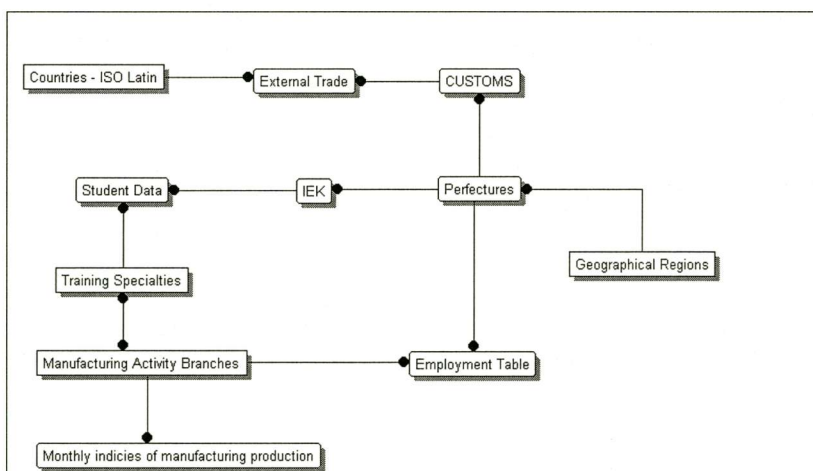 Countries - ISO Latin
External Trade
CUSTOMS
Student Data
IEK
Perfectures
Geographical Regions
Training Specialties
Manufacturing Activity Branches
Employment Table
Monthly indicies of manufacturing production